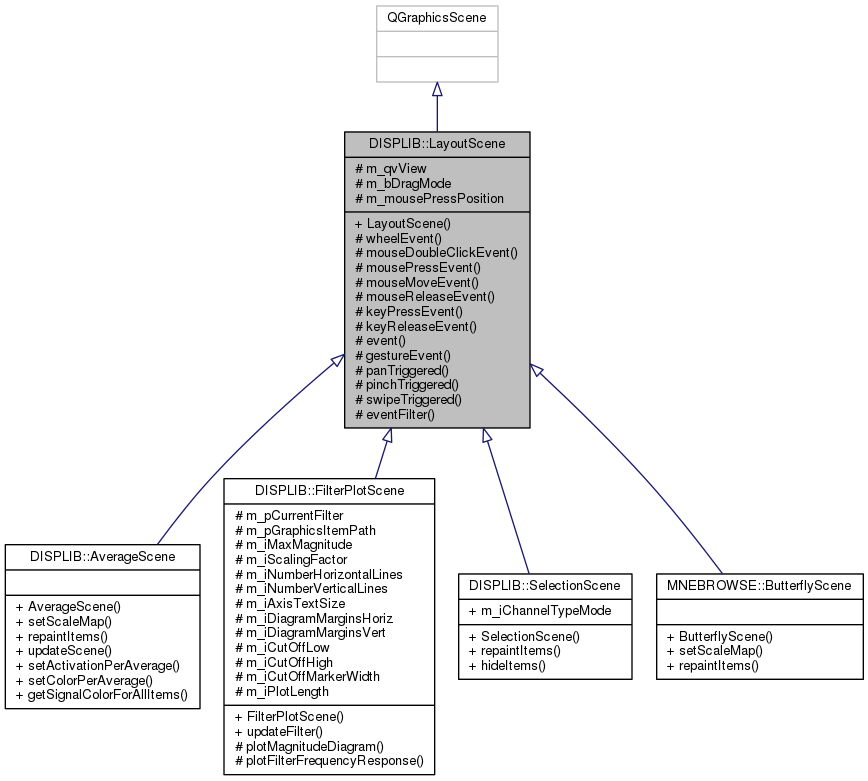 QGraphicsScene
DISPLIB::LayoutScene
# m_qvView
# m_bDragMode
# m_mousePressPosition
+ LayoutScene()
# wheelEvent()
# mouseDoubleClickEvent()
# mousePressEvent()
# mouseMoveEvent()
# mouseReleaseEvent()
# keyPressEvent()
# keyReleaseEvent()
# event()
# gestureEvent()
# panTriggered()
# pinchTriggered()
# swipeTriggered()
# eventFilter()
DISPLIB::AverageScene
+ AverageScene()
+ setScaleMap()
+ repaintItems()
+ updateScene()
+ setActivationPerAverage()
+ setColorPerAverage()
+ getSignalColorForAllItems()
DISPLIB::FilterPlotScene
# m_pCurrentFilter
# m_pGraphicsItemPath
# m_iMaxMagnitude
# m_iScalingFactor
# m_iNumberHorizontalLines
# m_iNumberVerticalLines
# m_iAxisTextSize
# m_iDiagramMarginsHoriz
# m_iDiagramMarginsVert
# m_iCutOffLow
# m_iCutOffHigh
# m_iCutOffMarkerWidth
# m_iPlotLength
+ FilterPlotScene()
+ updateFilter()
# plotMagnitudeDiagram()
# plotFilterFrequencyResponse()
DISPLIB::SelectionScene
+ m_iChannelTypeMode
+ SelectionScene()
+ repaintItems()
+ hideItems()
MNEBROWSE::ButterflyScene
+ ButterflyScene()
+ setScaleMap()
+ repaintItems()